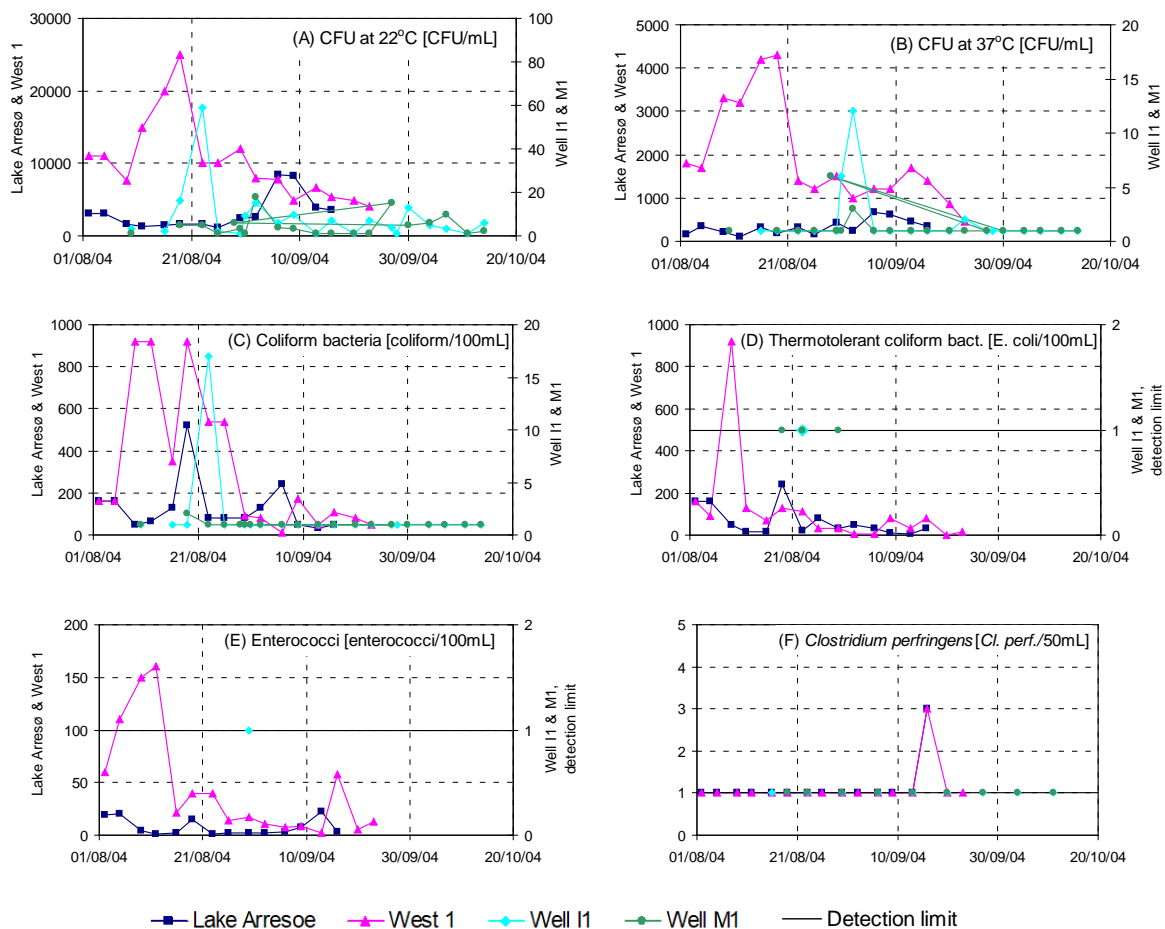 (A) CFU at 22°C [CFU/mL]
Lake Arresø & West 1
30000
20000
10000
0
Well I1 & M1
100
80
60
40
20
0
01/08/04 21/08/04 10/09/04 30/09/04 20/10/04
(B) CFU at 37°C [CFU/mL]
Lake Arresø & West 1
5000
4000
3000
2000
1000
0
Well I1 & M1
20
15
10
5
0
01/08/04 21/08/04 10/09/04 30/09/04 20/10/04
(C) Coliform bacteria [coliform/100mL]
Lake Arresø & West 1
1000
800
600
400
200
0
Well I1 & M1
20
15
10
5
0
01/08/04 21/08/04 10/09/04 30/09/04 20/10/04
(D) Thermotolerant coliform bact. [E. coli/100mL]
Lake Arresø & West 1
1000
800
600
400
200
0
Well I1 & M1,
detection limit
2
1
0
01/08/04 21/08/04 10/09/04 30/09/04 20/10/04
(E) Enterococci [enterococci/100mL]
Lake Arresø & West 1
200
150
100
50
0
Well I1 & M1,
detection limit
2
1
0
01/08/04 21/08/04 10/09/04 30/09/04 20/10/04
(F) Clostridium perfringens [Cl. perf./50mL]
5
4
3
2
1
0
01/08/04 21/08/04 10/09/04 30/09/04 20/10/04
Lake Arresoe West 1 Well I1 Well M1 Detection limit